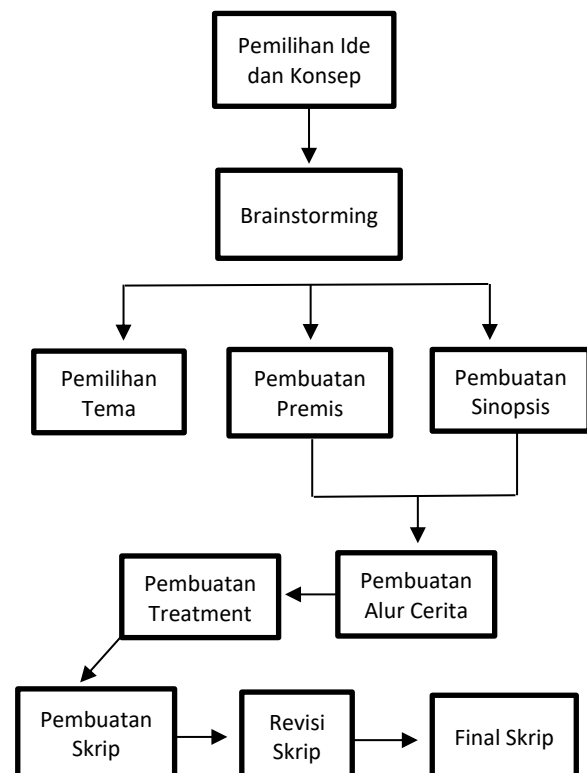 Pemilihan Ide
dan Konsep
Brainstorming
Pemilihan
Tema
Pembuatan
Premis
Pembuatan
Sinopsis
Pembuatan
Treatment
Pembuatan
Alur Cerita
Pembuatan
Skrip
Revisi
Skrip
Final Skrip